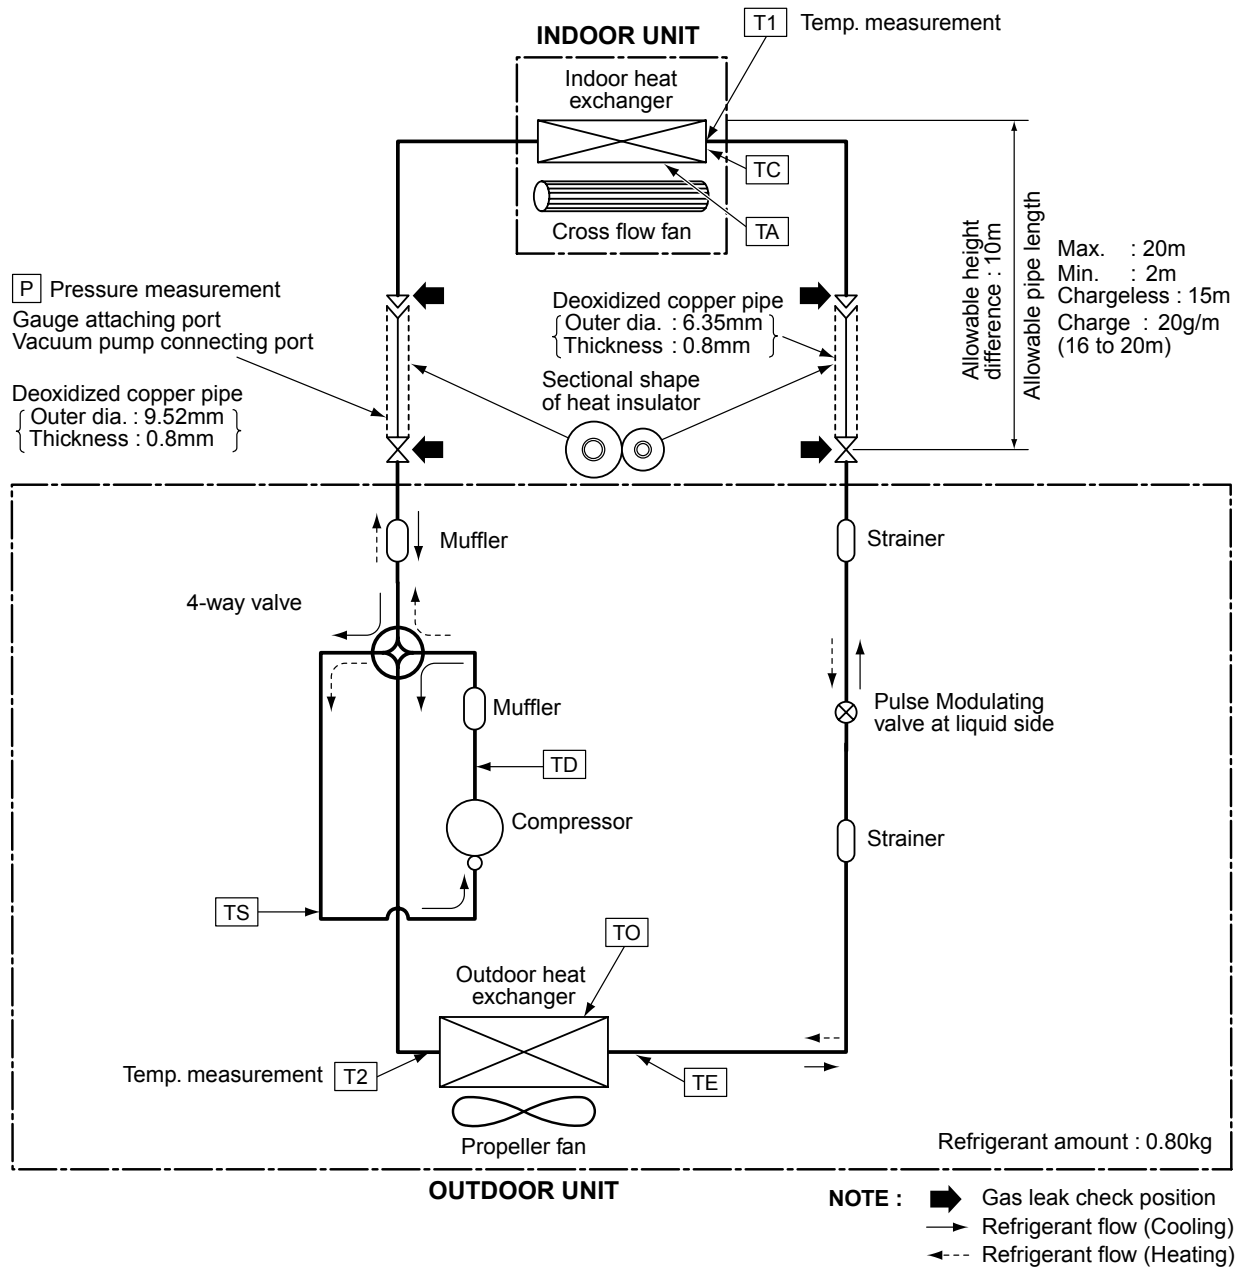 T1 Temp. measurement
INDOOR UNIT
Indoor heat
exchanger
TC
Cross flow fan
TA
Allowable height
difference : 10m
Allowable pipe length
Max. : 20m
Min. : 2m
Chargeless : 15m
Charge : 20g/m
(16 to 20m)
P Pressure measurement
Gauge attaching port
Vacuum pump connecting port
Deoxidized copper pipe
Outer dia. : 9.52mm
Thickness : 0.8mm
Deoxidized copper pipe
Outer dia. : 6.35mm
Thickness : 0.8mm
Sectional shape
of heat insulator
Muffler
Strainer
4-way valve
Muffler
Pulse Modulating
valve at liquid side
TD
Compressor
Strainer
TS
TO
Outdoor heat
exchanger
Temp. measurement T2
TE
Propeller fan
Refrigerant amount : 0.80kg
OUTDOOR UNIT
NOTE : Gas leak check position
Refrigerant flow (Cooling)
Refrigerant flow (Heating)